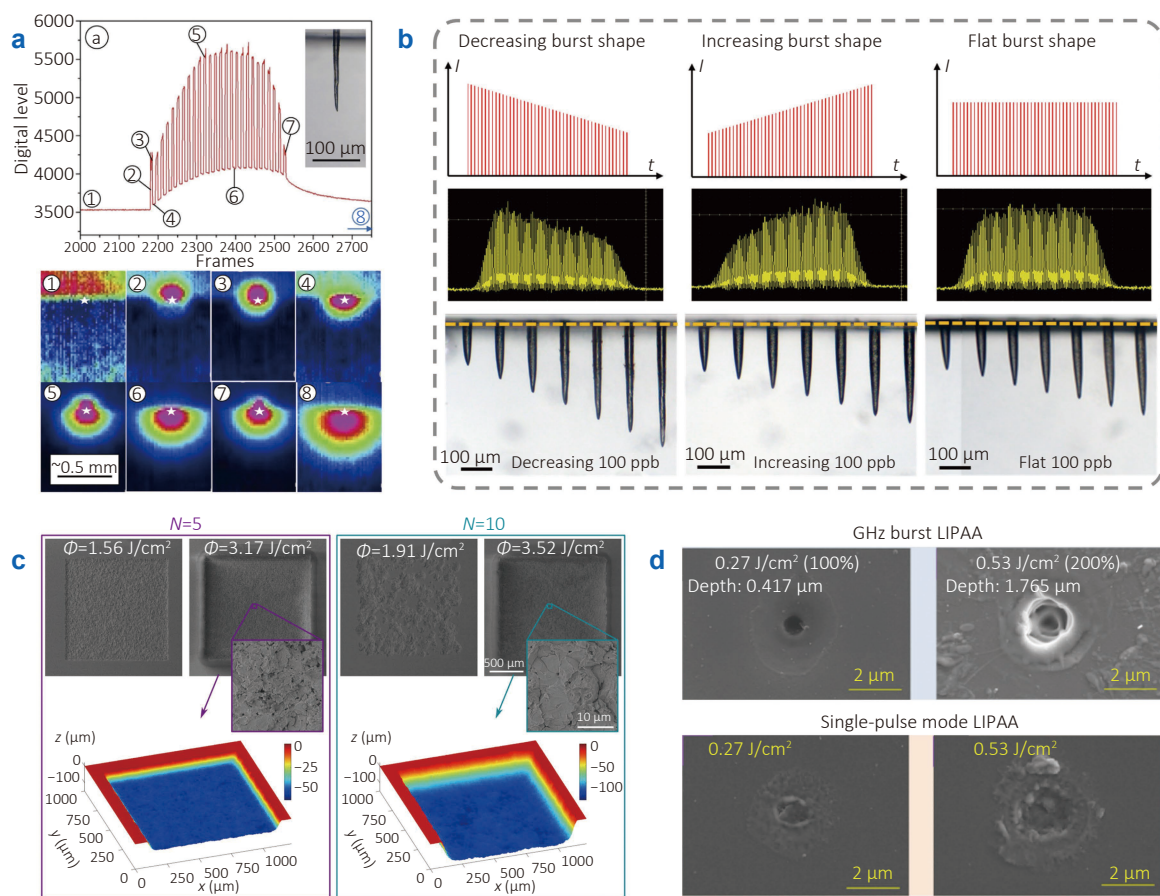 a
ⓐ
Digital level
6000
5500
5000
4500
4000
3500
①
②
③
④
⑤
⑥
⑦
⑧
100 μm
2000 2100 2200 2300 2400 2500 2600 2700
Frames
① ② ③ ④
⑤ ⑥ ⑦ ⑧
~0.5 mm
b
Decreasing burst shape Increasing burst shape Flat burst shape
I I I
t t t
100 μm Decreasing 100 ppb
100 μm Increasing 100 ppb
100 μm Flat 100 ppb
c
N=5
Φ=1.56 J/cm² Φ=3.17 J/cm²
z (μm)
0
−100
1000
750
500
250
0
y (μm)
0
250
500
750
1000
x (μm)
0
−25
−50
N=10
Φ=1.91 J/cm² Φ=3.52 J/cm²
500 μm
10 μm
z (μm)
0
−100
1000
750
500
250
0
y (μm)
0
250
500
750
1000
x (μm)
0
−50
−100
d
GHz burst LIPAA
0.27 J/cm² (100%)
Depth: 0.417 μm
2 μm
0.53 J/cm² (200%)
Depth: 1.765 μm
2 μm
Single-pulse mode LIPAA
0.27 J/cm²
2 μm
0.53 J/cm²
2 μm